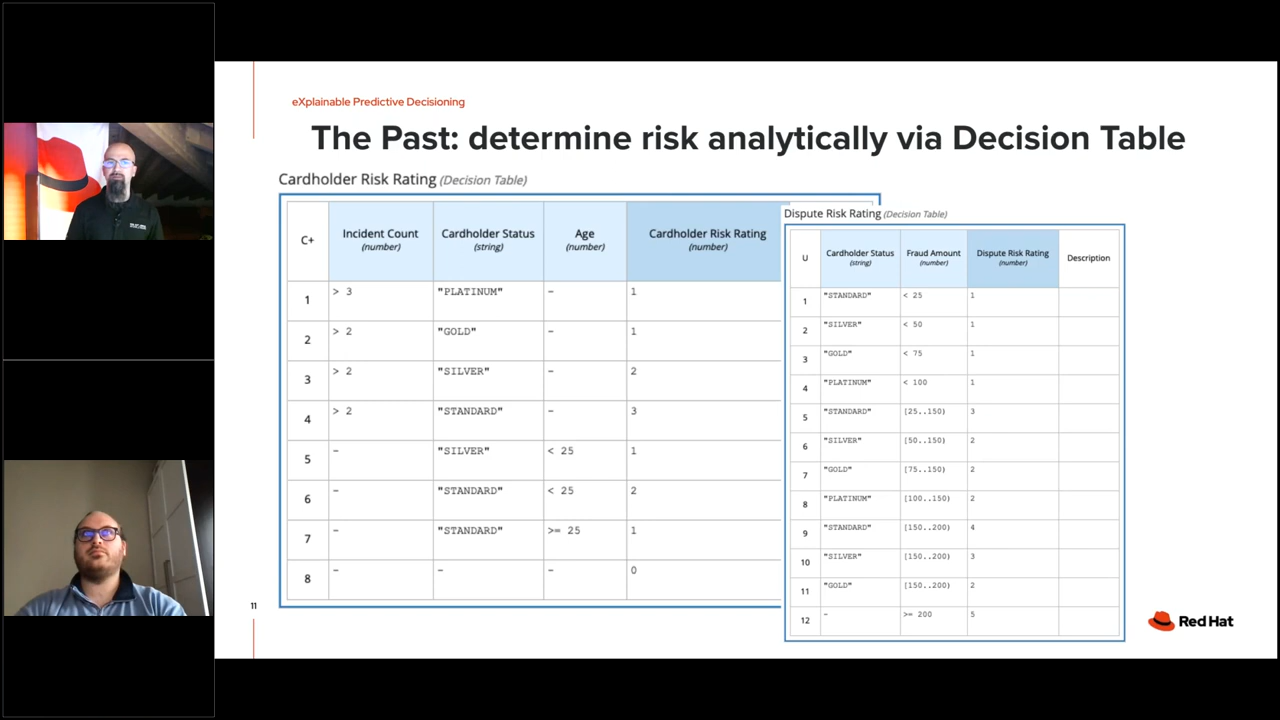 eXplainable Predictive Decisioning
The Past: determine risk analytically via Decision Table
Cardholder Risk Rating (Decision Table)
C+ Incident Count (number) Cardholder Status (string) Age (number) Cardholder Risk Rating (number)
1 > 3 "PLATINUM" – 1
2 > 2 "GOLD" – 1
3 > 2 "SILVER" – 2
4 > 2 "STANDARD" – 3
5 – "SILVER" < 25 1
6 – "STANDARD" < 25 2
7 – "STANDARD" >= 25 1
8 – – – 0
Dispute Risk Rating (Decision Table)
U Cardholder Status (string) Fraud Amount (number) Dispute Risk Rating (number) Description
1 "STANDARD" < 25 1
2 "SILVER" < 50 1
3 "GOLD" < 75 1
4 "PLATINUM" < 100 1
5 "STANDARD" [25..150) 3
6 "SILVER" [50..150) 2
7 "GOLD" [75..150) 2
8 "PLATINUM" [100..150) 2
9 "STANDARD" [150..200) 4
10 "SILVER" [150..200) 3
11 "GOLD" [150..200) 2
12 – >= 200 5
11
Red Hat